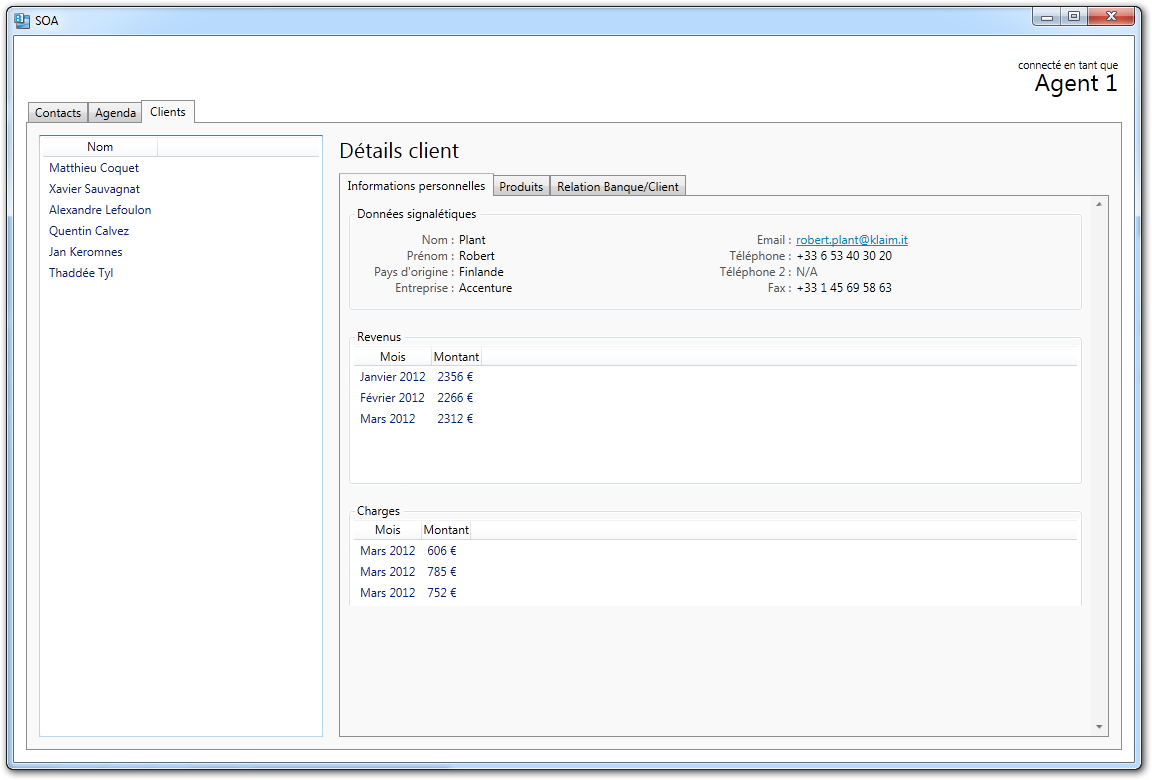 SOA
connecté en tant que
Agent 1
Contacts Agenda Clients
Nom
Matthieu Coquet
Xavier Sauvagnat
Alexandre Lefoulon
Quentin Calvez
Jan Keromnes
Thaddée Tyl
Détails client
Informations personnelles Produits Relation Banque/Client
Données signalétiques
Nom : Plant
Prénom : Robert
Pays d'origine : Finlande
Entreprise : Accenture
Email : robert.plant@klaim.it
Téléphone : +33 6 53 40 30 20
Téléphone 2 : N/A
Fax : +33 1 45 69 58 63
Revenus
Mois Montant
Janvier 2012 2356 €
Février 2012 2266 €
Mars 2012 2312 €
Charges
Mois Montant
Mars 2012 606 €
Mars 2012 785 €
Mars 2012 752 €